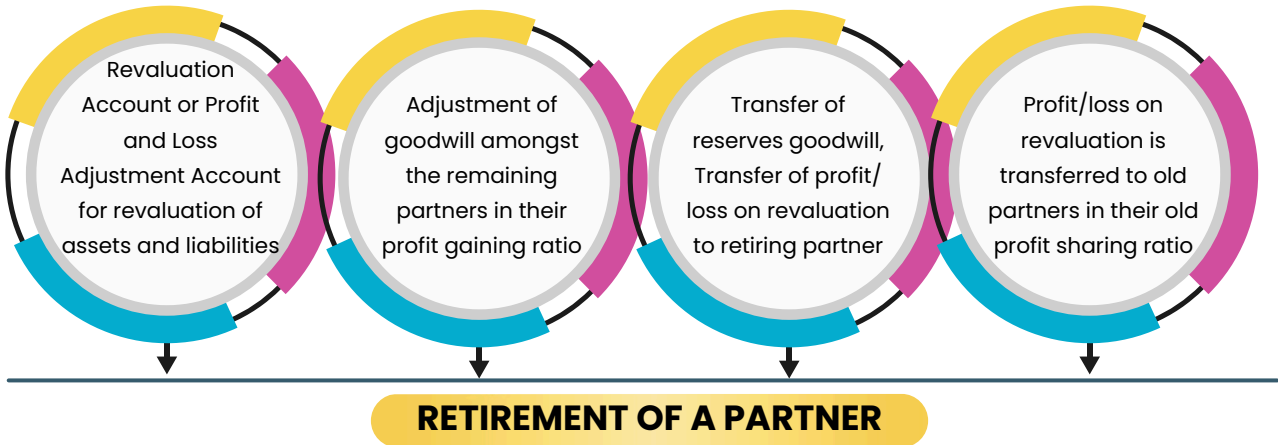 Revaluation
Account or Profit
and Loss
Adjustment Account
for revaluation of
assets and liabilities
Adjustment of
goodwill amongst
the remaining
partners in their
profit gaining ratio
Transfer of
reserves goodwill,
Transfer of profit/
loss on revaluation
to retiring partner
Profit/loss on
revaluation is
transferred to old
partners in their old
profit sharing ratio
RETIREMENT OF A PARTNER